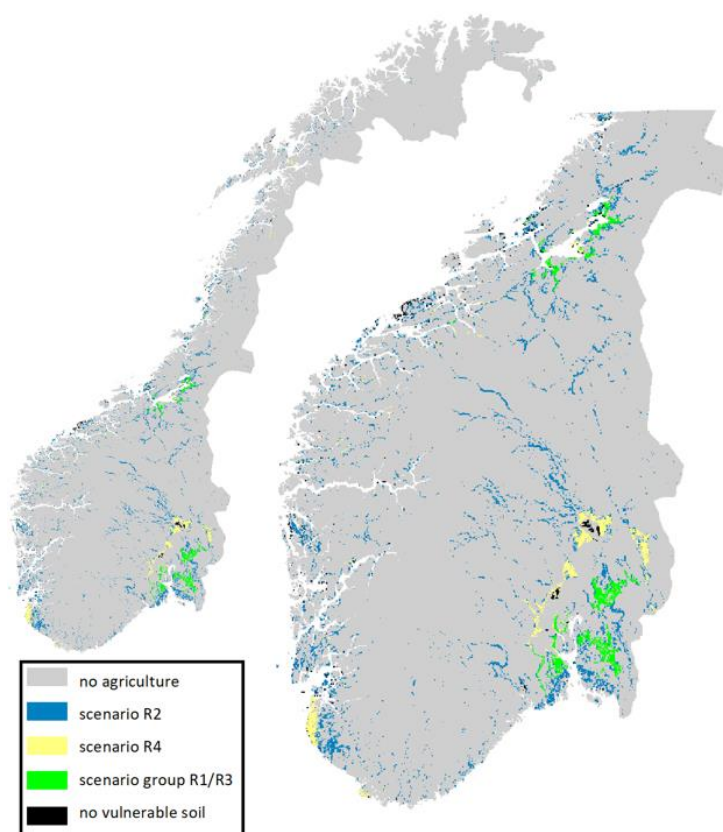 no agriculture
scenario R2
scenario R4
scenario group R1/R3
no vulnerable soil